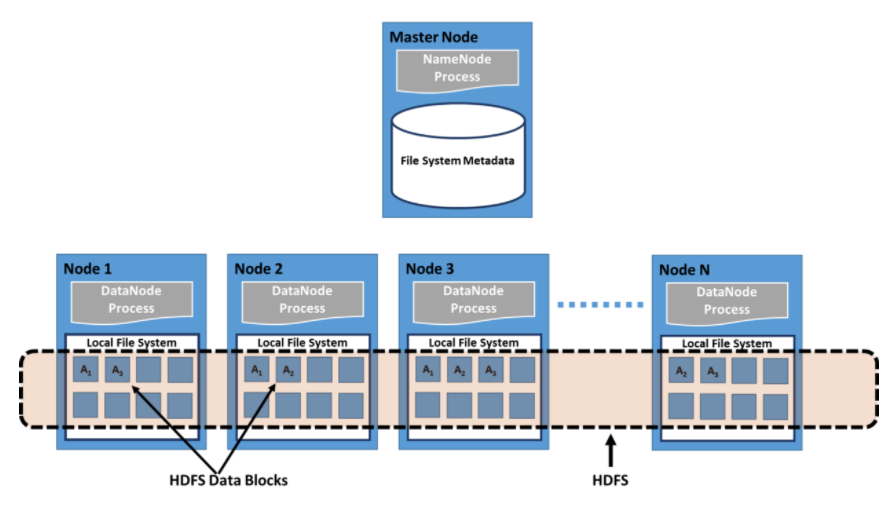 Master Node
NameNode
Process
File System Metadata
Node 1
DataNode
Process
Local File System
A₁ A₃
Node 2
DataNode
Process
Local File System
A₁ A₂
Node 3
DataNode
Process
Local File System
A₁ A₂ A₃
Node N
DataNode
Process
Local File System
A₂ A₃
HDFS Data Blocks
HDFS